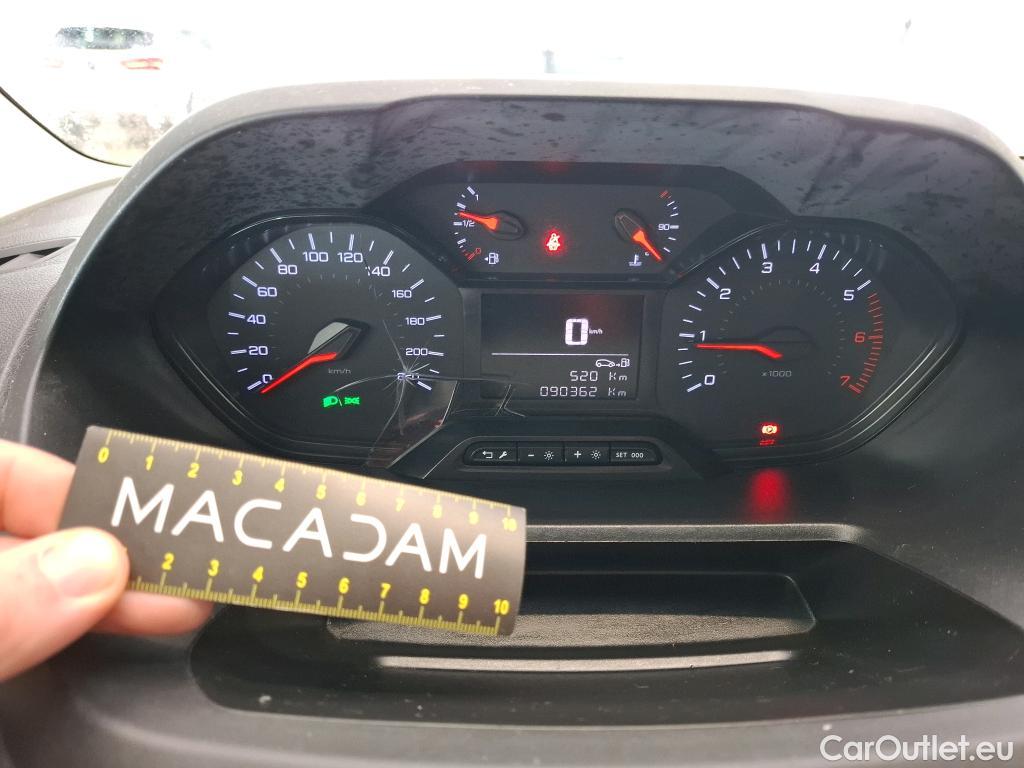 1
1/2
0
90
80 100 120 140
60 160
40 180
20 200
0 220
km/h
0 km/h
520 Km
090362 Km
3 4
2 5
1 6
0 7
x1000
- + SET 000
0 1 2 3 4 5 6 7 8 9 10
MACADAM
2 3 4 5 6 7 8 9 10
CarOutlet.eu